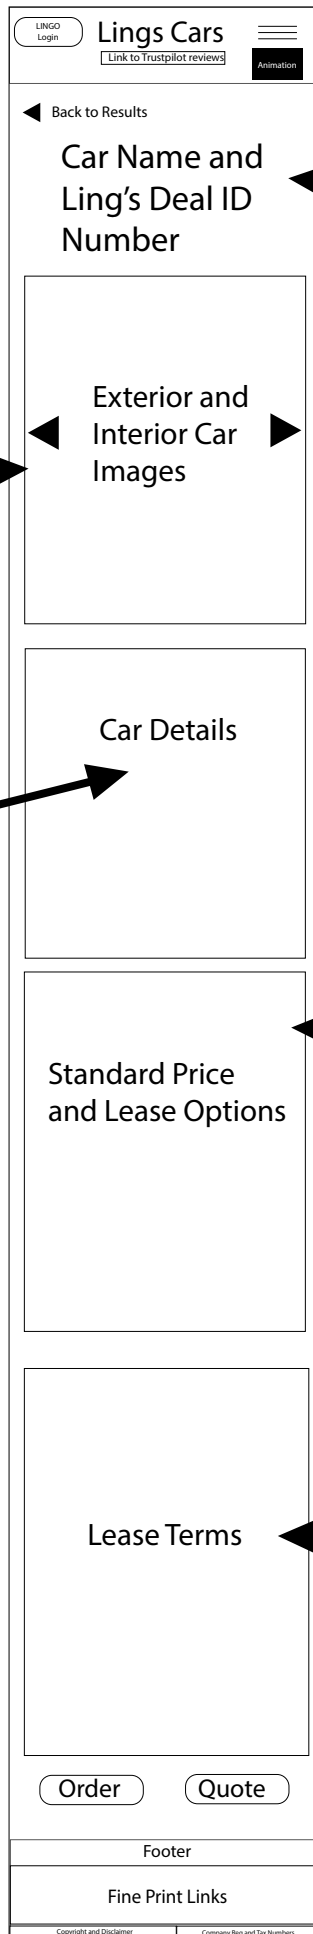 LINGO
Login
Lings Cars
Link to Trustpilot reviews
Animation
Back to Results
Car Name and
Ling's Deal ID
Number
Exterior and
Interior Car
Images
Car Details
Standard Price
and Lease Options
Lease Terms
Order
Quote
Footer
Fine Print Links
Copyright and Disclaimer
Company Reg and Tax Numbers